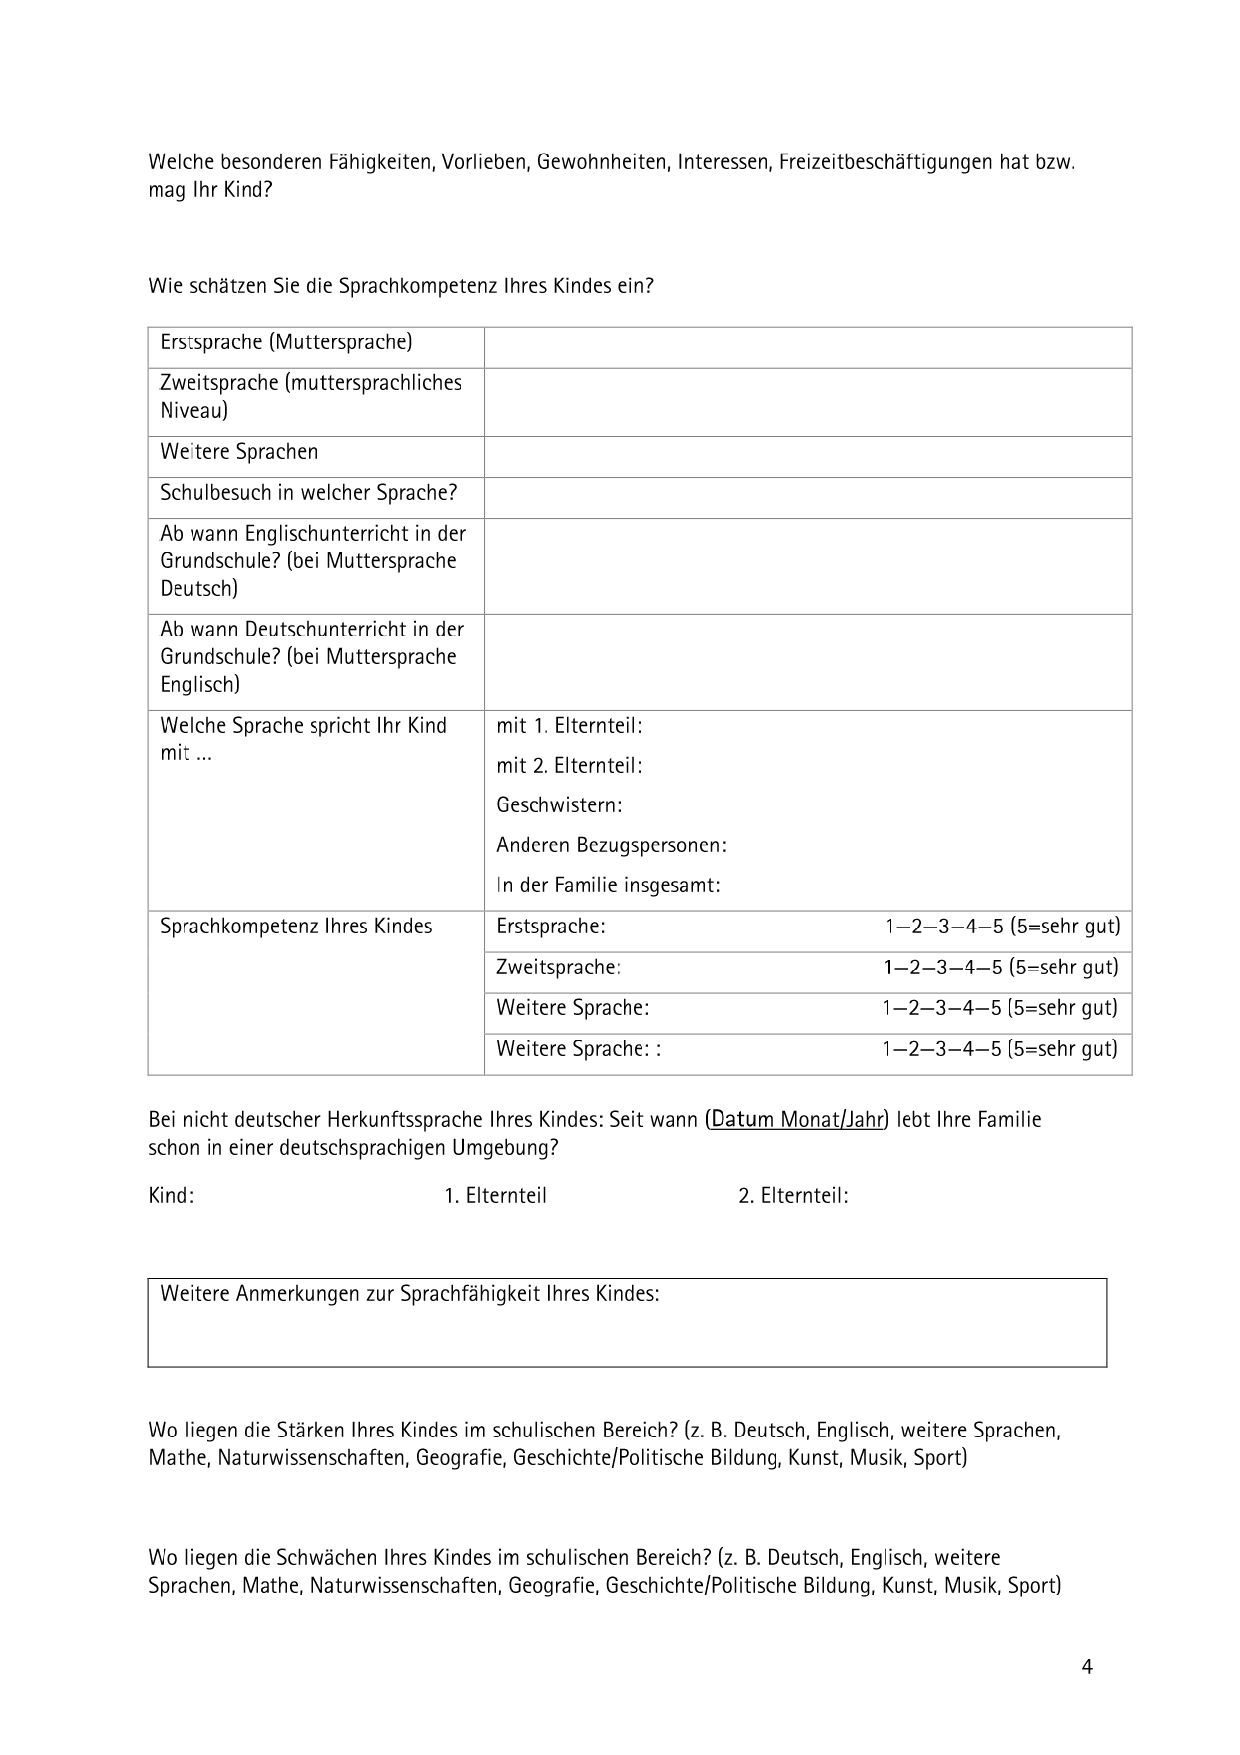 Welche besonderen Fähigkeiten, Vorlieben, Gewohnheiten, Interessen, Freizeitbeschäftigungen hat bzw.
mag Ihr Kind?
Wie schätzen Sie die Sprachkompetenz Ihres Kindes ein?
Erstsprache (Muttersprache)
Zweitsprache (muttersprachliches
Niveau)
Weitere Sprachen
Schulbesuch in welcher Sprache?
Ab wann Englischunterricht in der
Grundschule? (bei Muttersprache
Deutsch)
Ab wann Deutschunterricht in der
Grundschule? (bei Muttersprache
Englisch)
Welche Sprache spricht Ihr Kind
mit ...
mit 1. Elternteil:
mit 2. Elternteil:
Geschwistern:
Anderen Bezugspersonen:
In der Familie insgesamt:
Sprachkompetenz Ihres Kindes
Erstsprache: 1–2–3–4–5 (5=sehr gut)
Zweitsprache: 1–2–3–4–5 (5=sehr gut)
Weitere Sprache: 1–2–3–4–5 (5=sehr gut)
Weitere Sprache: : 1–2–3–4–5 (5=sehr gut)
Bei nicht deutscher Herkunftssprache Ihres Kindes: Seit wann (Datum Monat/Jahr) lebt Ihre Familie
schon in einer deutschsprachigen Umgebung?
Kind: 1. Elternteil 2. Elternteil:
Weitere Anmerkungen zur Sprachfähigkeit Ihres Kindes:
Wo liegen die Stärken Ihres Kindes im schulischen Bereich? (z. B. Deutsch, Englisch, weitere Sprachen,
Mathe, Naturwissenschaften, Geografie, Geschichte/Politische Bildung, Kunst, Musik, Sport)
Wo liegen die Schwächen Ihres Kindes im schulischen Bereich? (z. B. Deutsch, Englisch, weitere
Sprachen, Mathe, Naturwissenschaften, Geografie, Geschichte/Politische Bildung, Kunst, Musik, Sport)
4